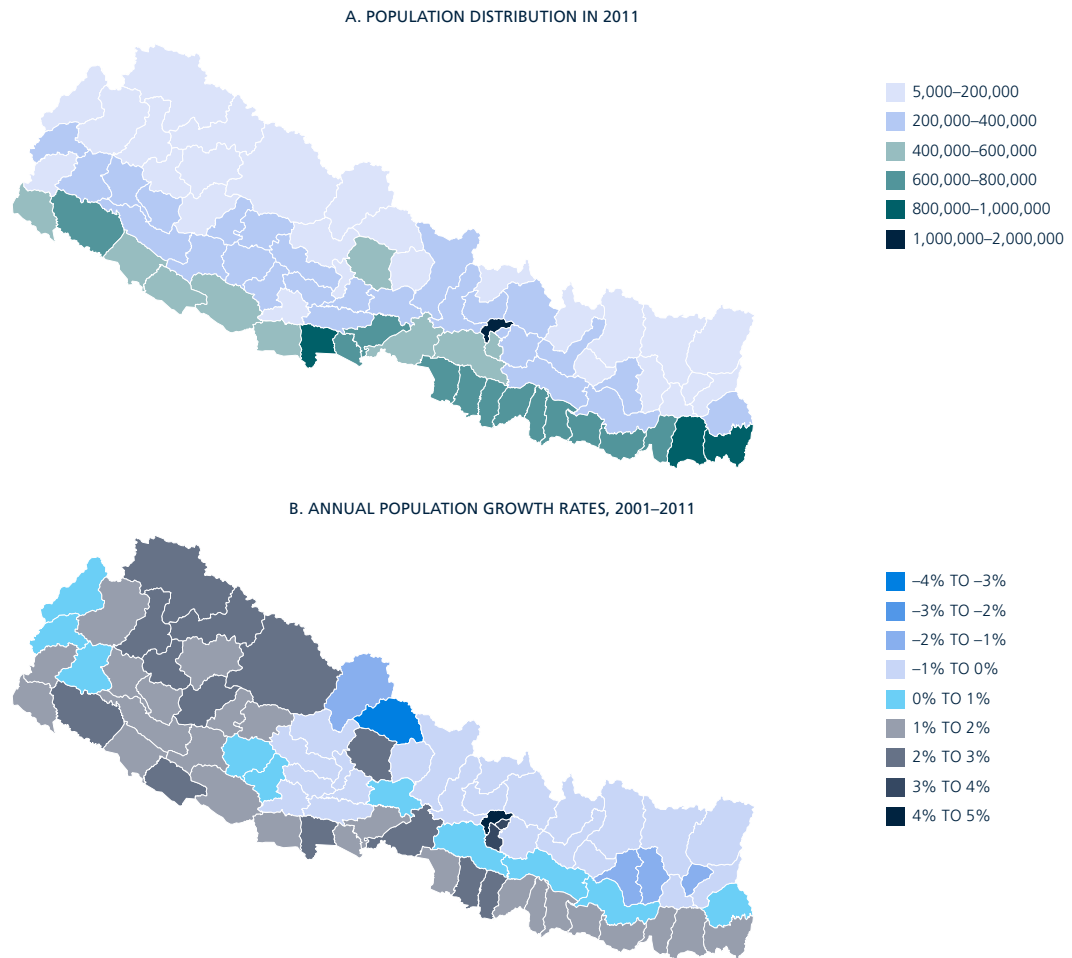 A. POPULATION DISTRIBUTION IN 2011
5,000–200,000
200,000–400,000
400,000–600,000
600,000–800,000
800,000–1,000,000
1,000,000–2,000,000
B. ANNUAL POPULATION GROWTH RATES, 2001–2011
–4% TO –3%
–3% TO –2%
–2% TO –1%
–1% TO 0%
0% TO 1%
1% TO 2%
2% TO 3%
3% TO 4%
4% TO 5%